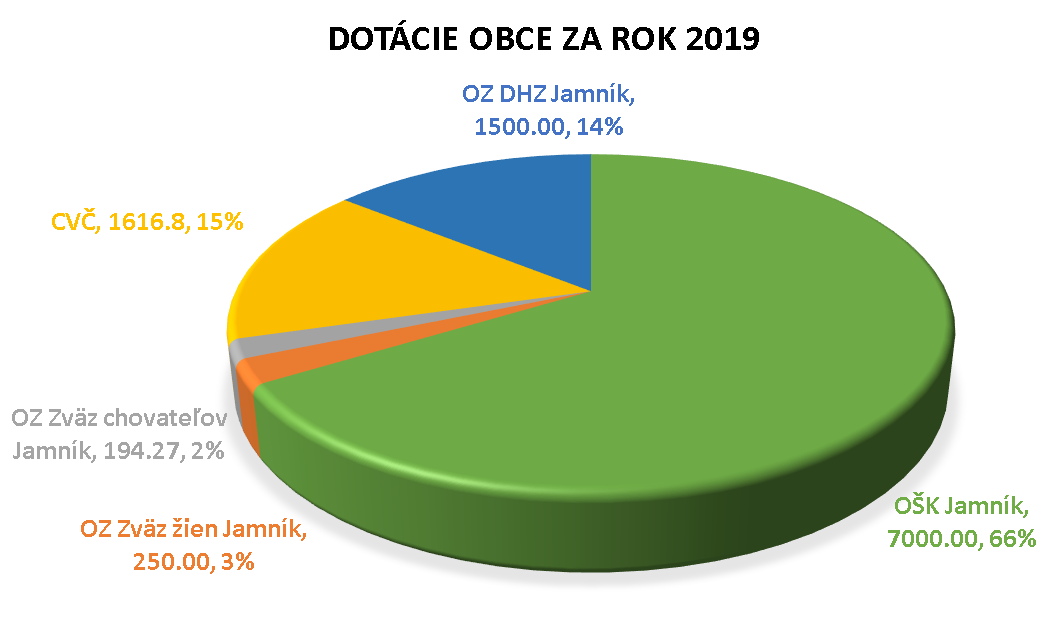 DOTÁCIE OBCE ZA ROK 2019
OZ DHZ Jamník,
1500.00, 14%
CVČ, 1616.8, 15%
OZ Zväz chovateľov
Jamník, 194.27, 2%
OZ Zväz žien Jamník,
250.00, 3%
OŠK Jamník,
7000.00, 66%